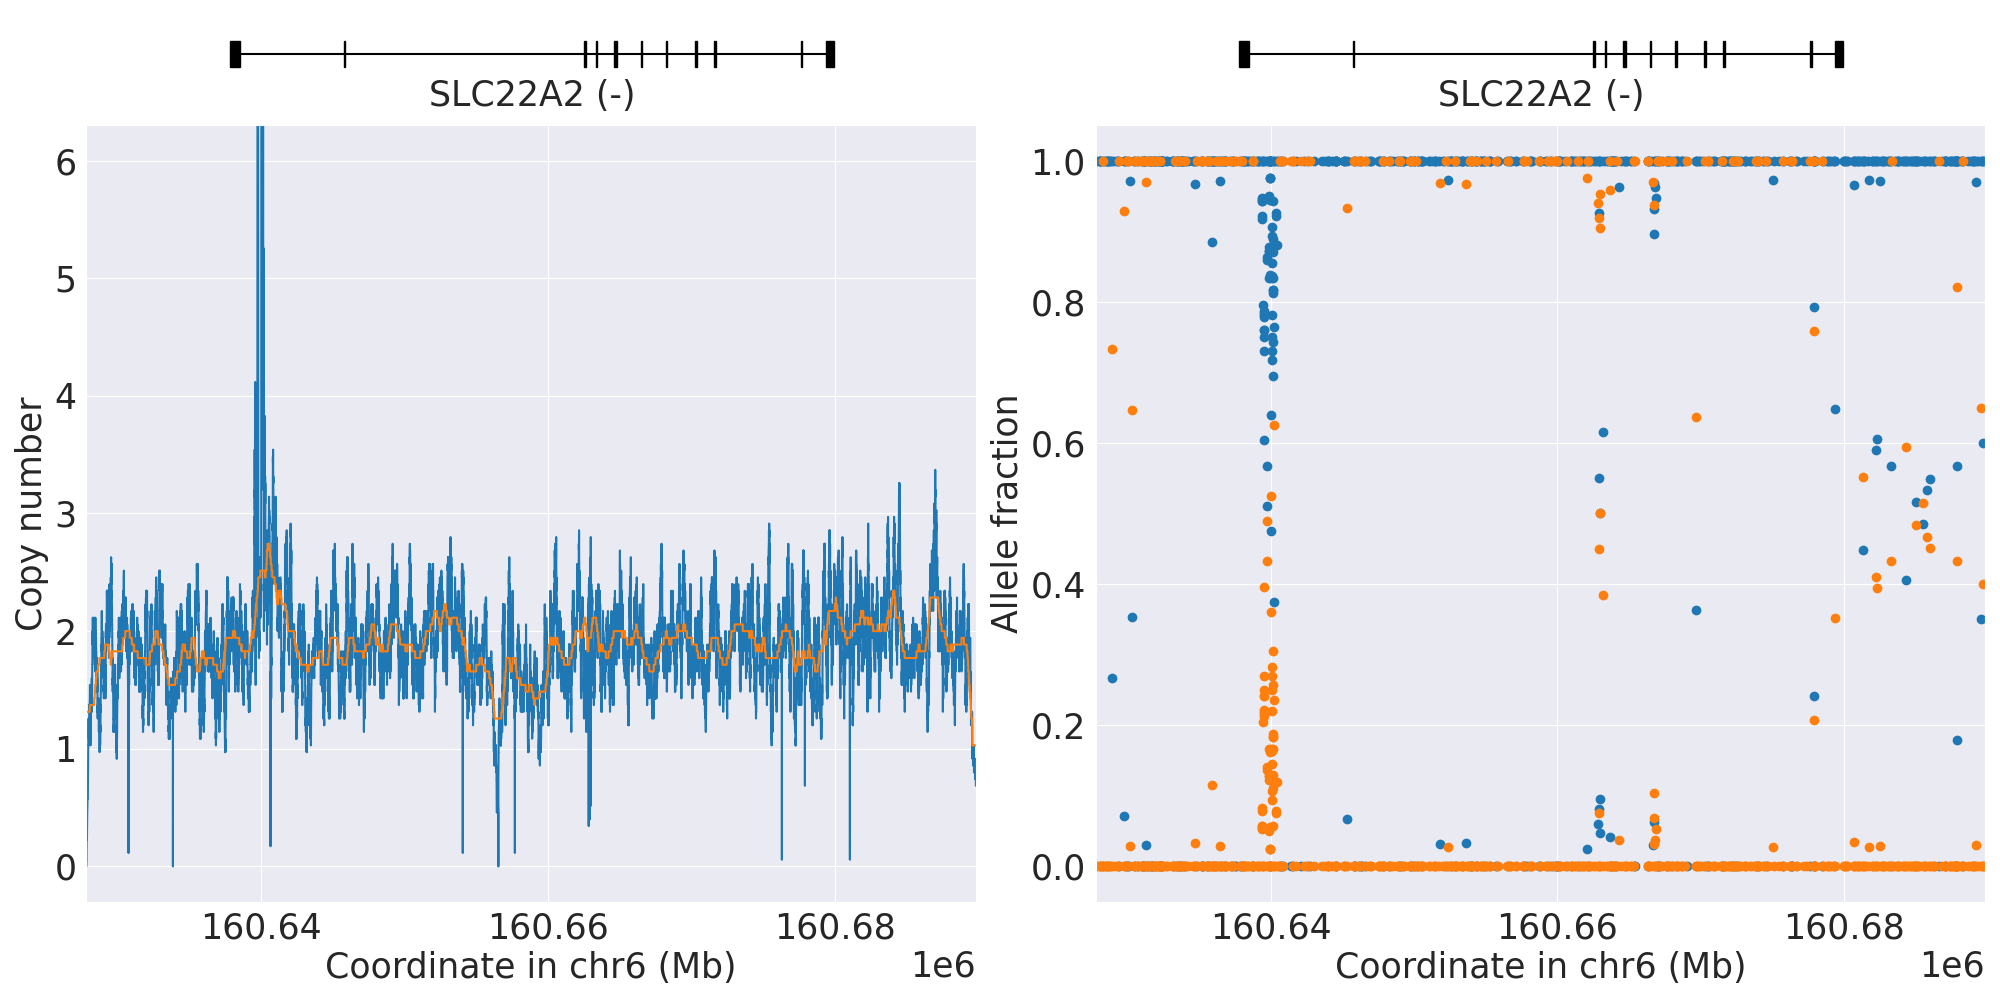 SLC22A2 (-)
6
5
4
3
2
1
0
Copy number
160.64
160.66
160.68
Coordinate in chr6 (Mb)
1e6
SLC22A2 (-)
1.0
0.8
0.6
0.4
0.2
0.0
Allele fraction
160.64
160.66
160.68
Coordinate in chr6 (Mb)
1e6